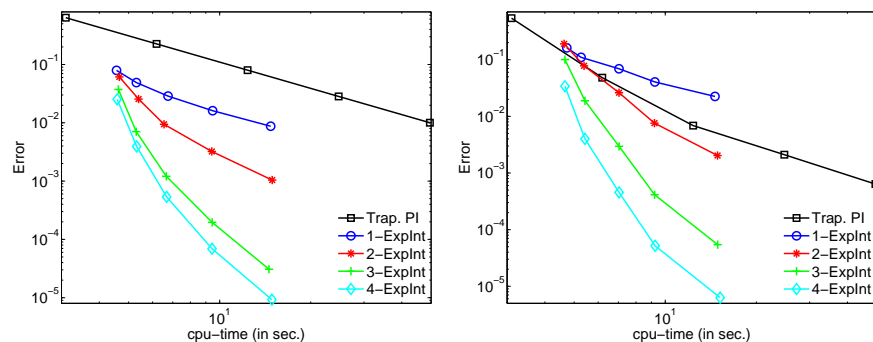 10^-1
10^-2
10^-3
10^-4
10^-5
Error
10^1
cpu−time (in sec.)
Trap. PI
1−ExpInt
2−ExpInt
3−ExpInt
4−ExpInt
10^-1
10^-2
10^-3
10^-4
10^-5
Error
10^1
cpu−time (in sec.)
Trap. PI
1−ExpInt
2−ExpInt
3−ExpInt
4−ExpInt